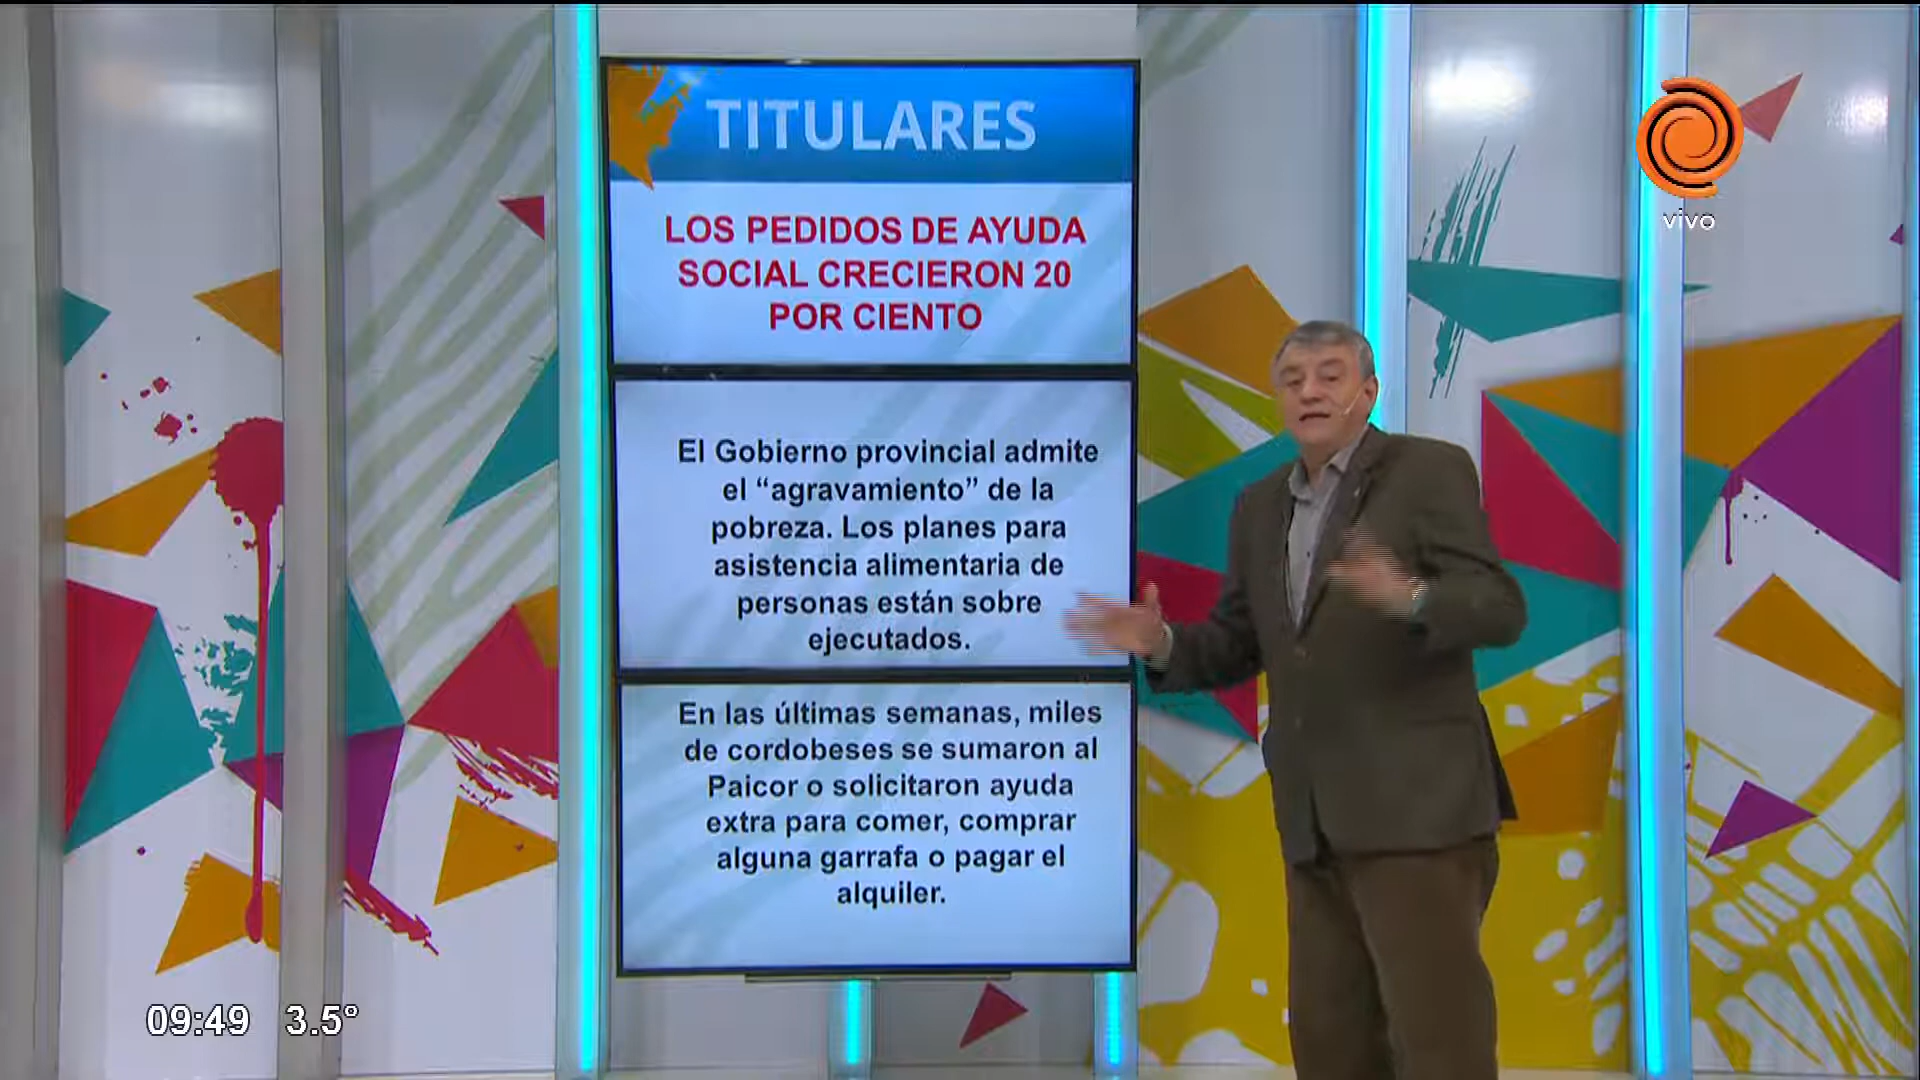 TITULARES
LOS PEDIDOS DE AYUDA
SOCIAL CRECIERON 20
POR CIENTO
El Gobierno provincial admite
el “agravamiento” de la
pobreza. Los planes para
asistencia alimentaria de
personas están sobre
ejecutados.
En las últimas semanas, miles
de cordobeses se sumaron al
Paicor o solicitaron ayuda
extra para comer, comprar
alguna garrafa o pagar el
alquiler.
vivo
09:49 3.5°